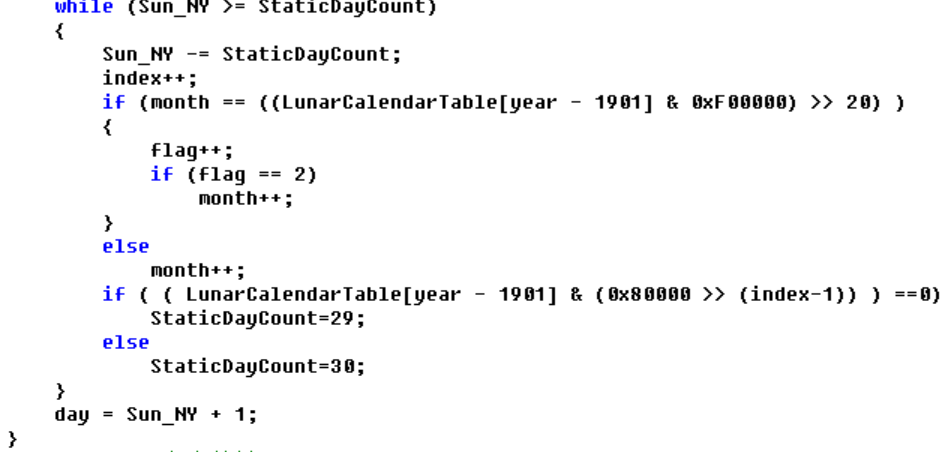 while (Sun_NY >= StaticDayCount)
{
Sun_NY -= StaticDayCount;
index++;
if (month == ((LunarCalendarTable[year - 1901] & 0xF00000) >> 20) )
{
flag++;
if (flag == 2)
month++;
}
else
month++;
if ( ( LunarCalendarTable[year - 1901] & (0x80000 >> (index-1)) ) ==0)
StaticDayCount=29;
else
StaticDayCount=30;
}
day = Sun_NY + 1;
}